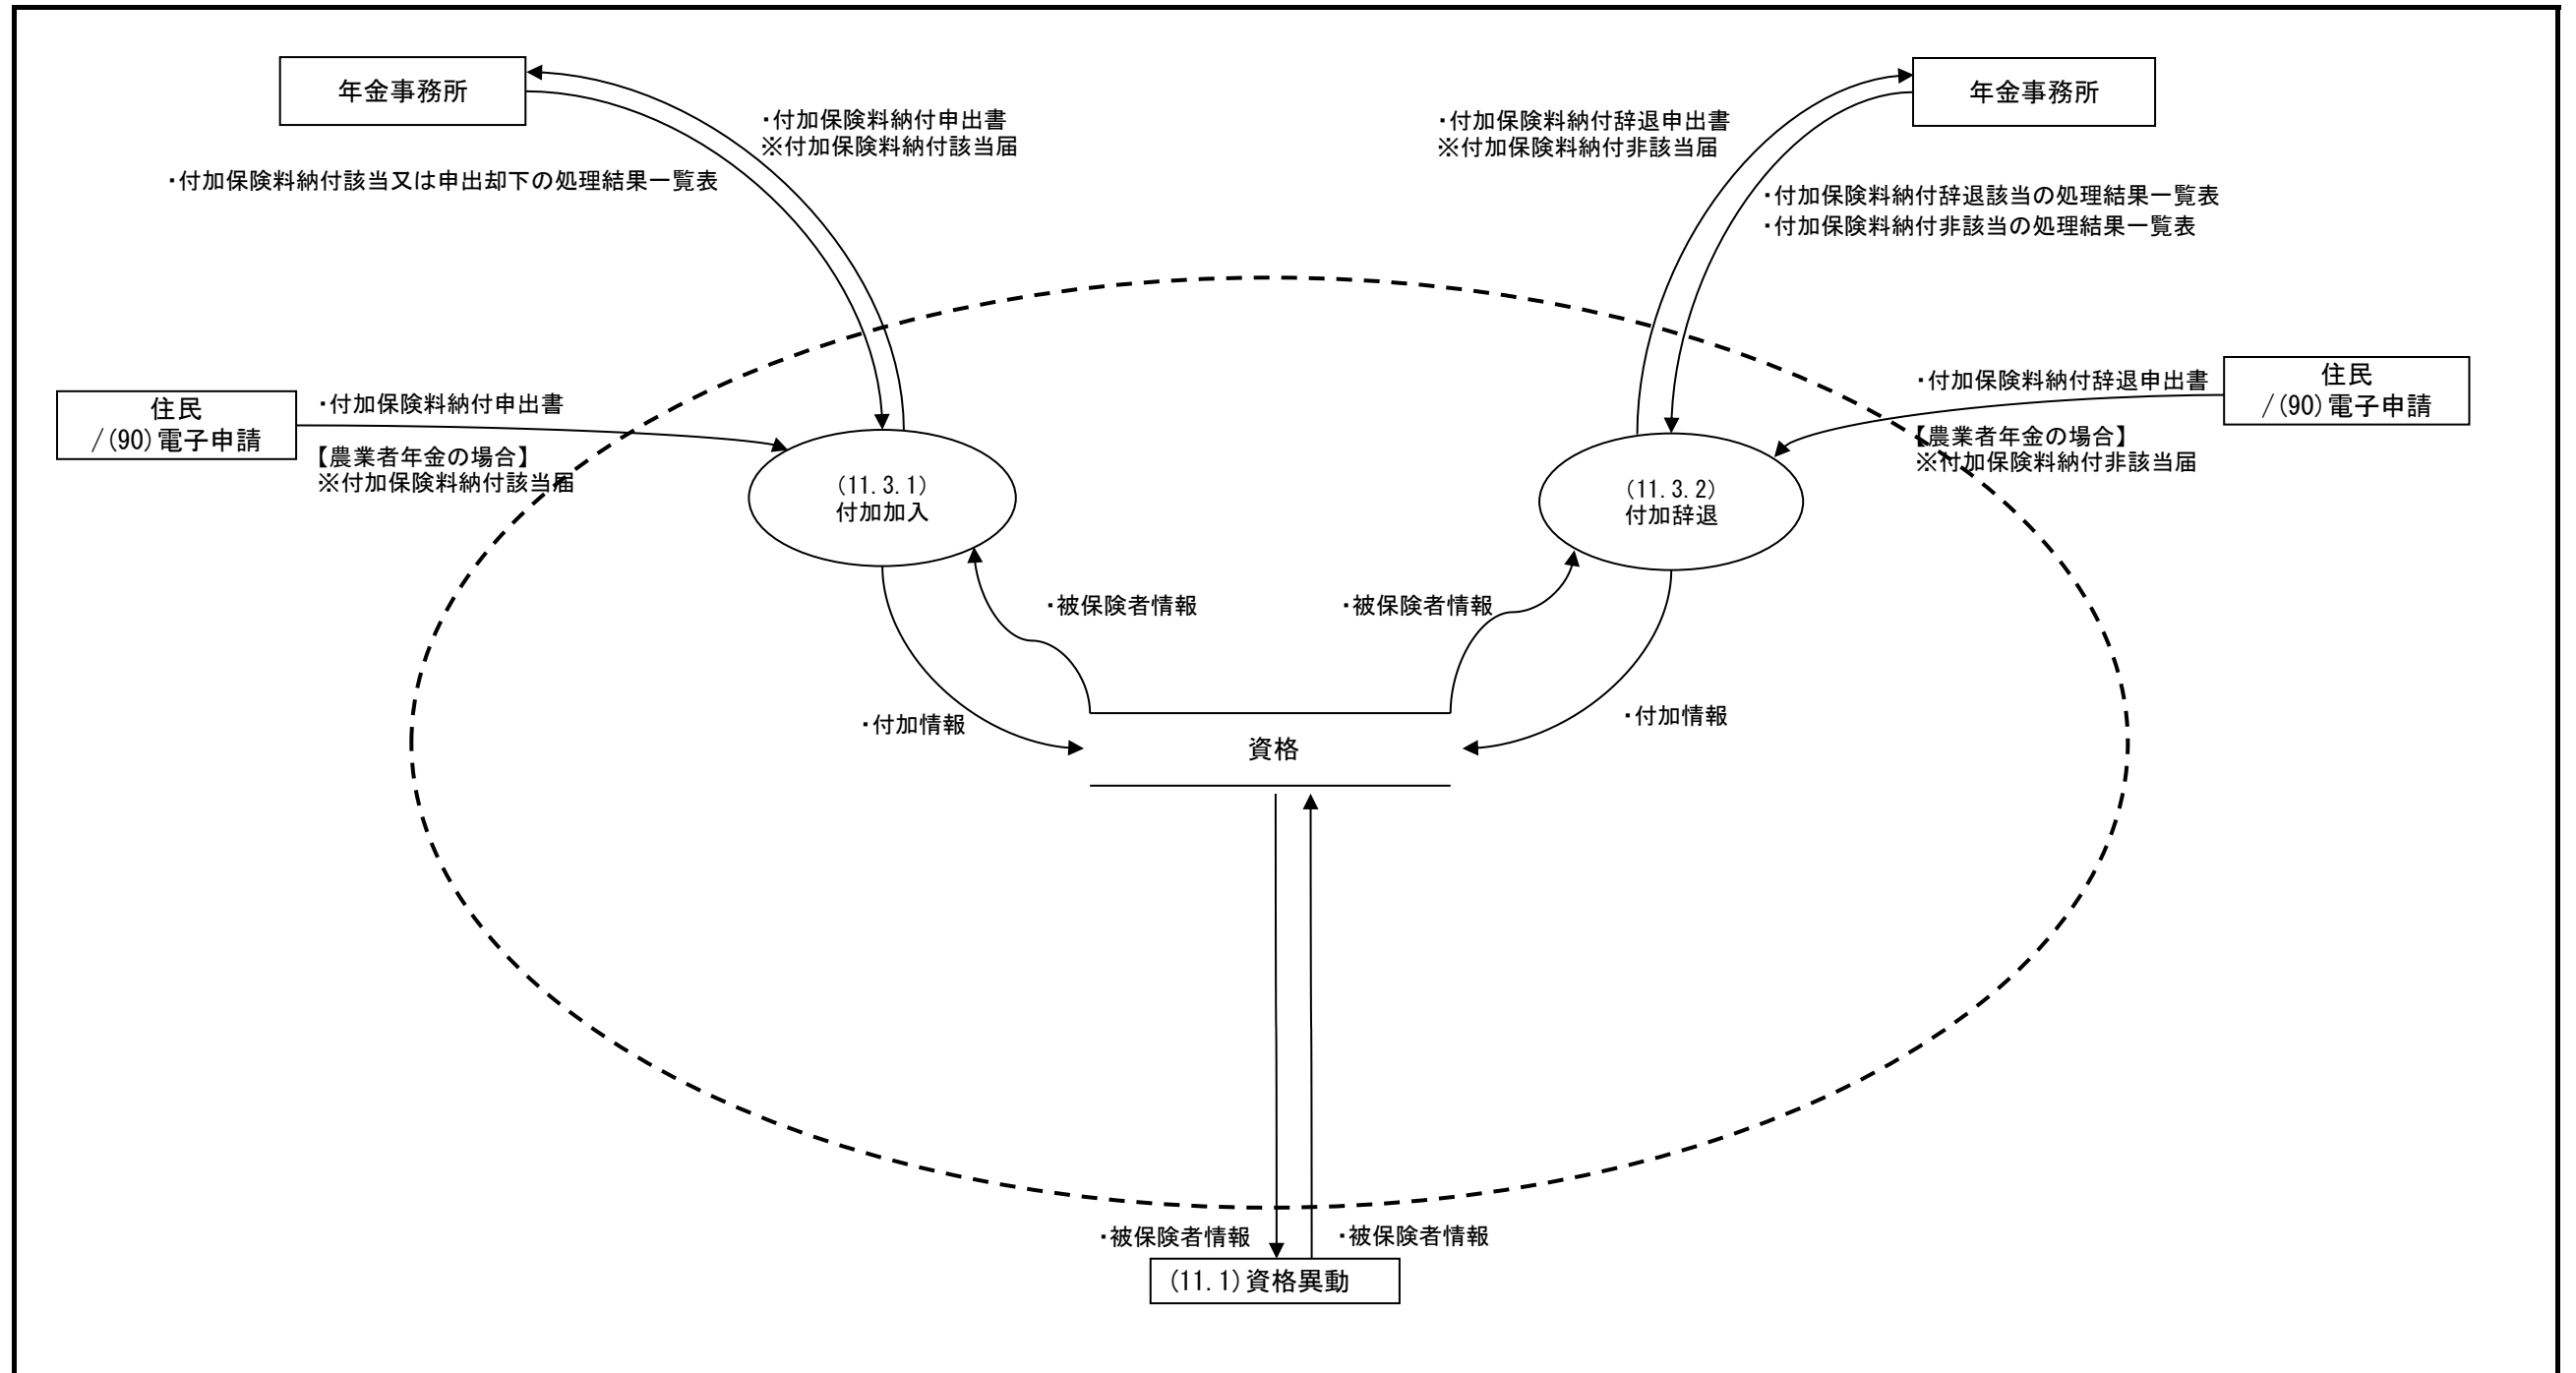 年金事務所
年金事務所
・付加保険料納付申出書
※付加保険料納付該当届
・付加保険料納付辞退申出書
※付加保険料納付非該当届
・付加保険料納付該当又は申出却下の処理結果一覧表
・付加保険料納付辞退該当の処理結果一覧表
・付加保険料納付非該当の処理結果一覧表
住民
/(90)電子申請
・付加保険料納付申出書
【農業者年金の場合】
※付加保険料納付該当届
・付加保険料納付辞退申出書
【農業者年金の場合】
※付加保険料納付非該当届
住民
/(90)電子申請
(11.3.1)
付加加入
(11.3.2)
付加辞退
・被保険者情報
・被保険者情報
・付加情報
・付加情報
資格
・被保険者情報
・被保険者情報
(11.1)資格異動